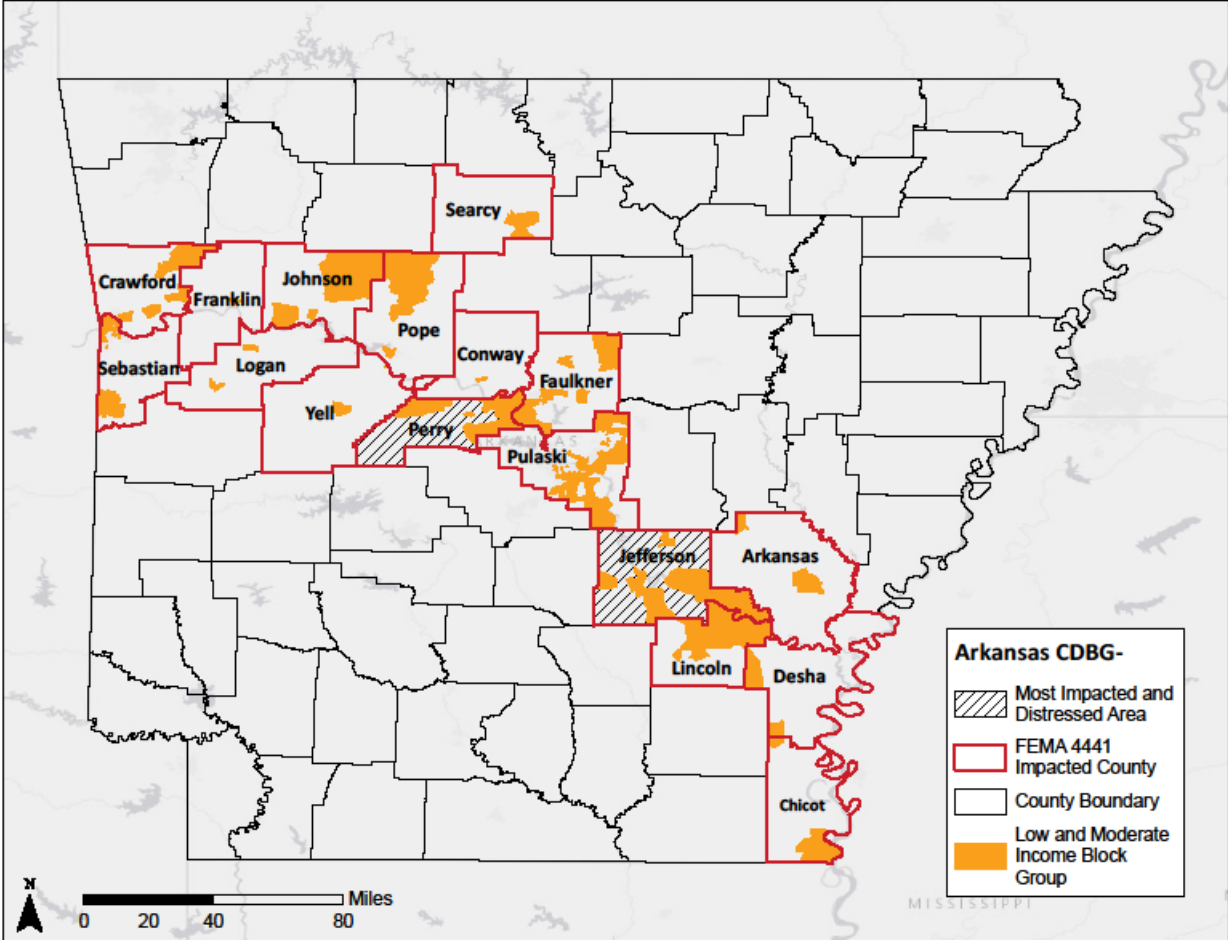 Searcy
Crawford
Johnson
Franklin
Pope
Conway
Sebastian
Logan
Faulkner
Yell
Perry
ARKANSAS
Pulaski
Jefferson
Arkansas
Lincoln
Desha
Chicot
Arkansas CDBG-
Most Impacted and
Distressed Area
FEMA 4441
Impacted County
County Boundary
Low and Moderate
Income Block
Group
N
Miles
0 20 40 80
MISSISSIPPI